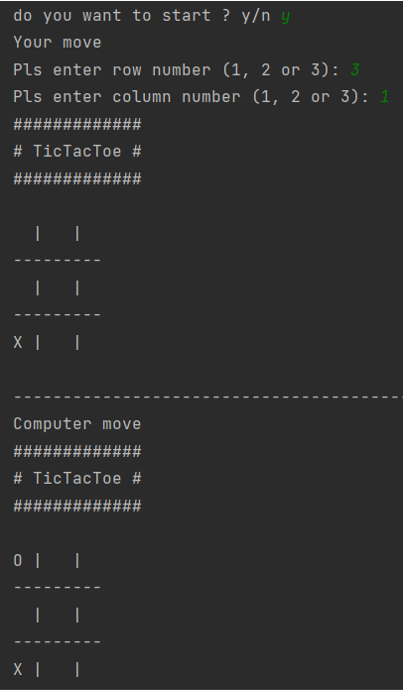 do you want to start ? y/n y
Your move
Pls enter row number (1, 2 or 3): 3
Pls enter column number (1, 2 or 3): 1
#############
# TicTacToe #
#############
  |   |
---------
  |   |
---------
X |   |
----------------------------------------
Computer move
#############
# TicTacToe #
#############
O |   |
---------
  |   |
---------
X |   |